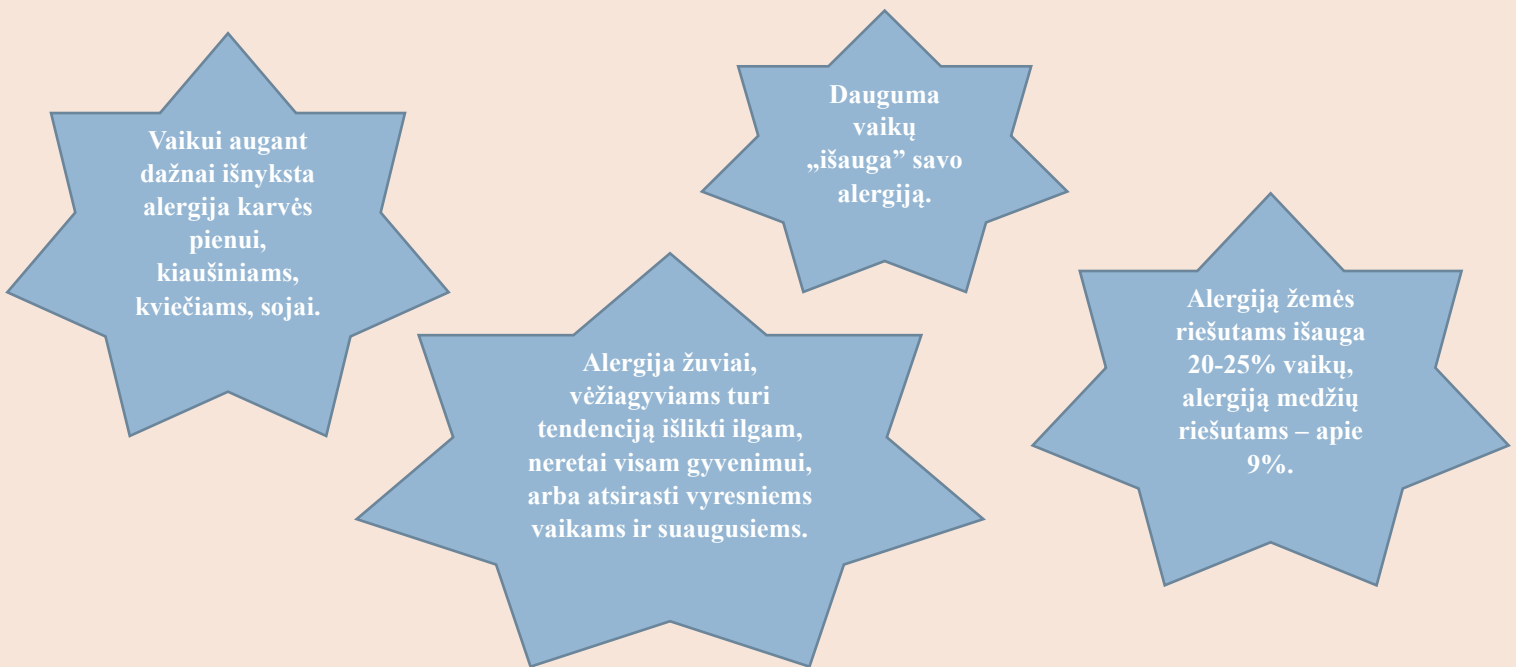 Vaikui augant
dažnai išnyksta
alergija karvės
pienui,
kiaušiniams,
kviečiams, sojai.
Dauguma
vaikų
„išauga” savo
alergiją.
Alergija žuviai,
vėžiagyviams turi
tendenciją išlikti ilgam,
neretai visam gyvenimui,
arba atsirasti vyresniems
vaikams ir suaugusiems.
Alergiją žemės
riešutams išauga
20-25% vaikų,
alergiją medžių
riešutams – apie
9%.